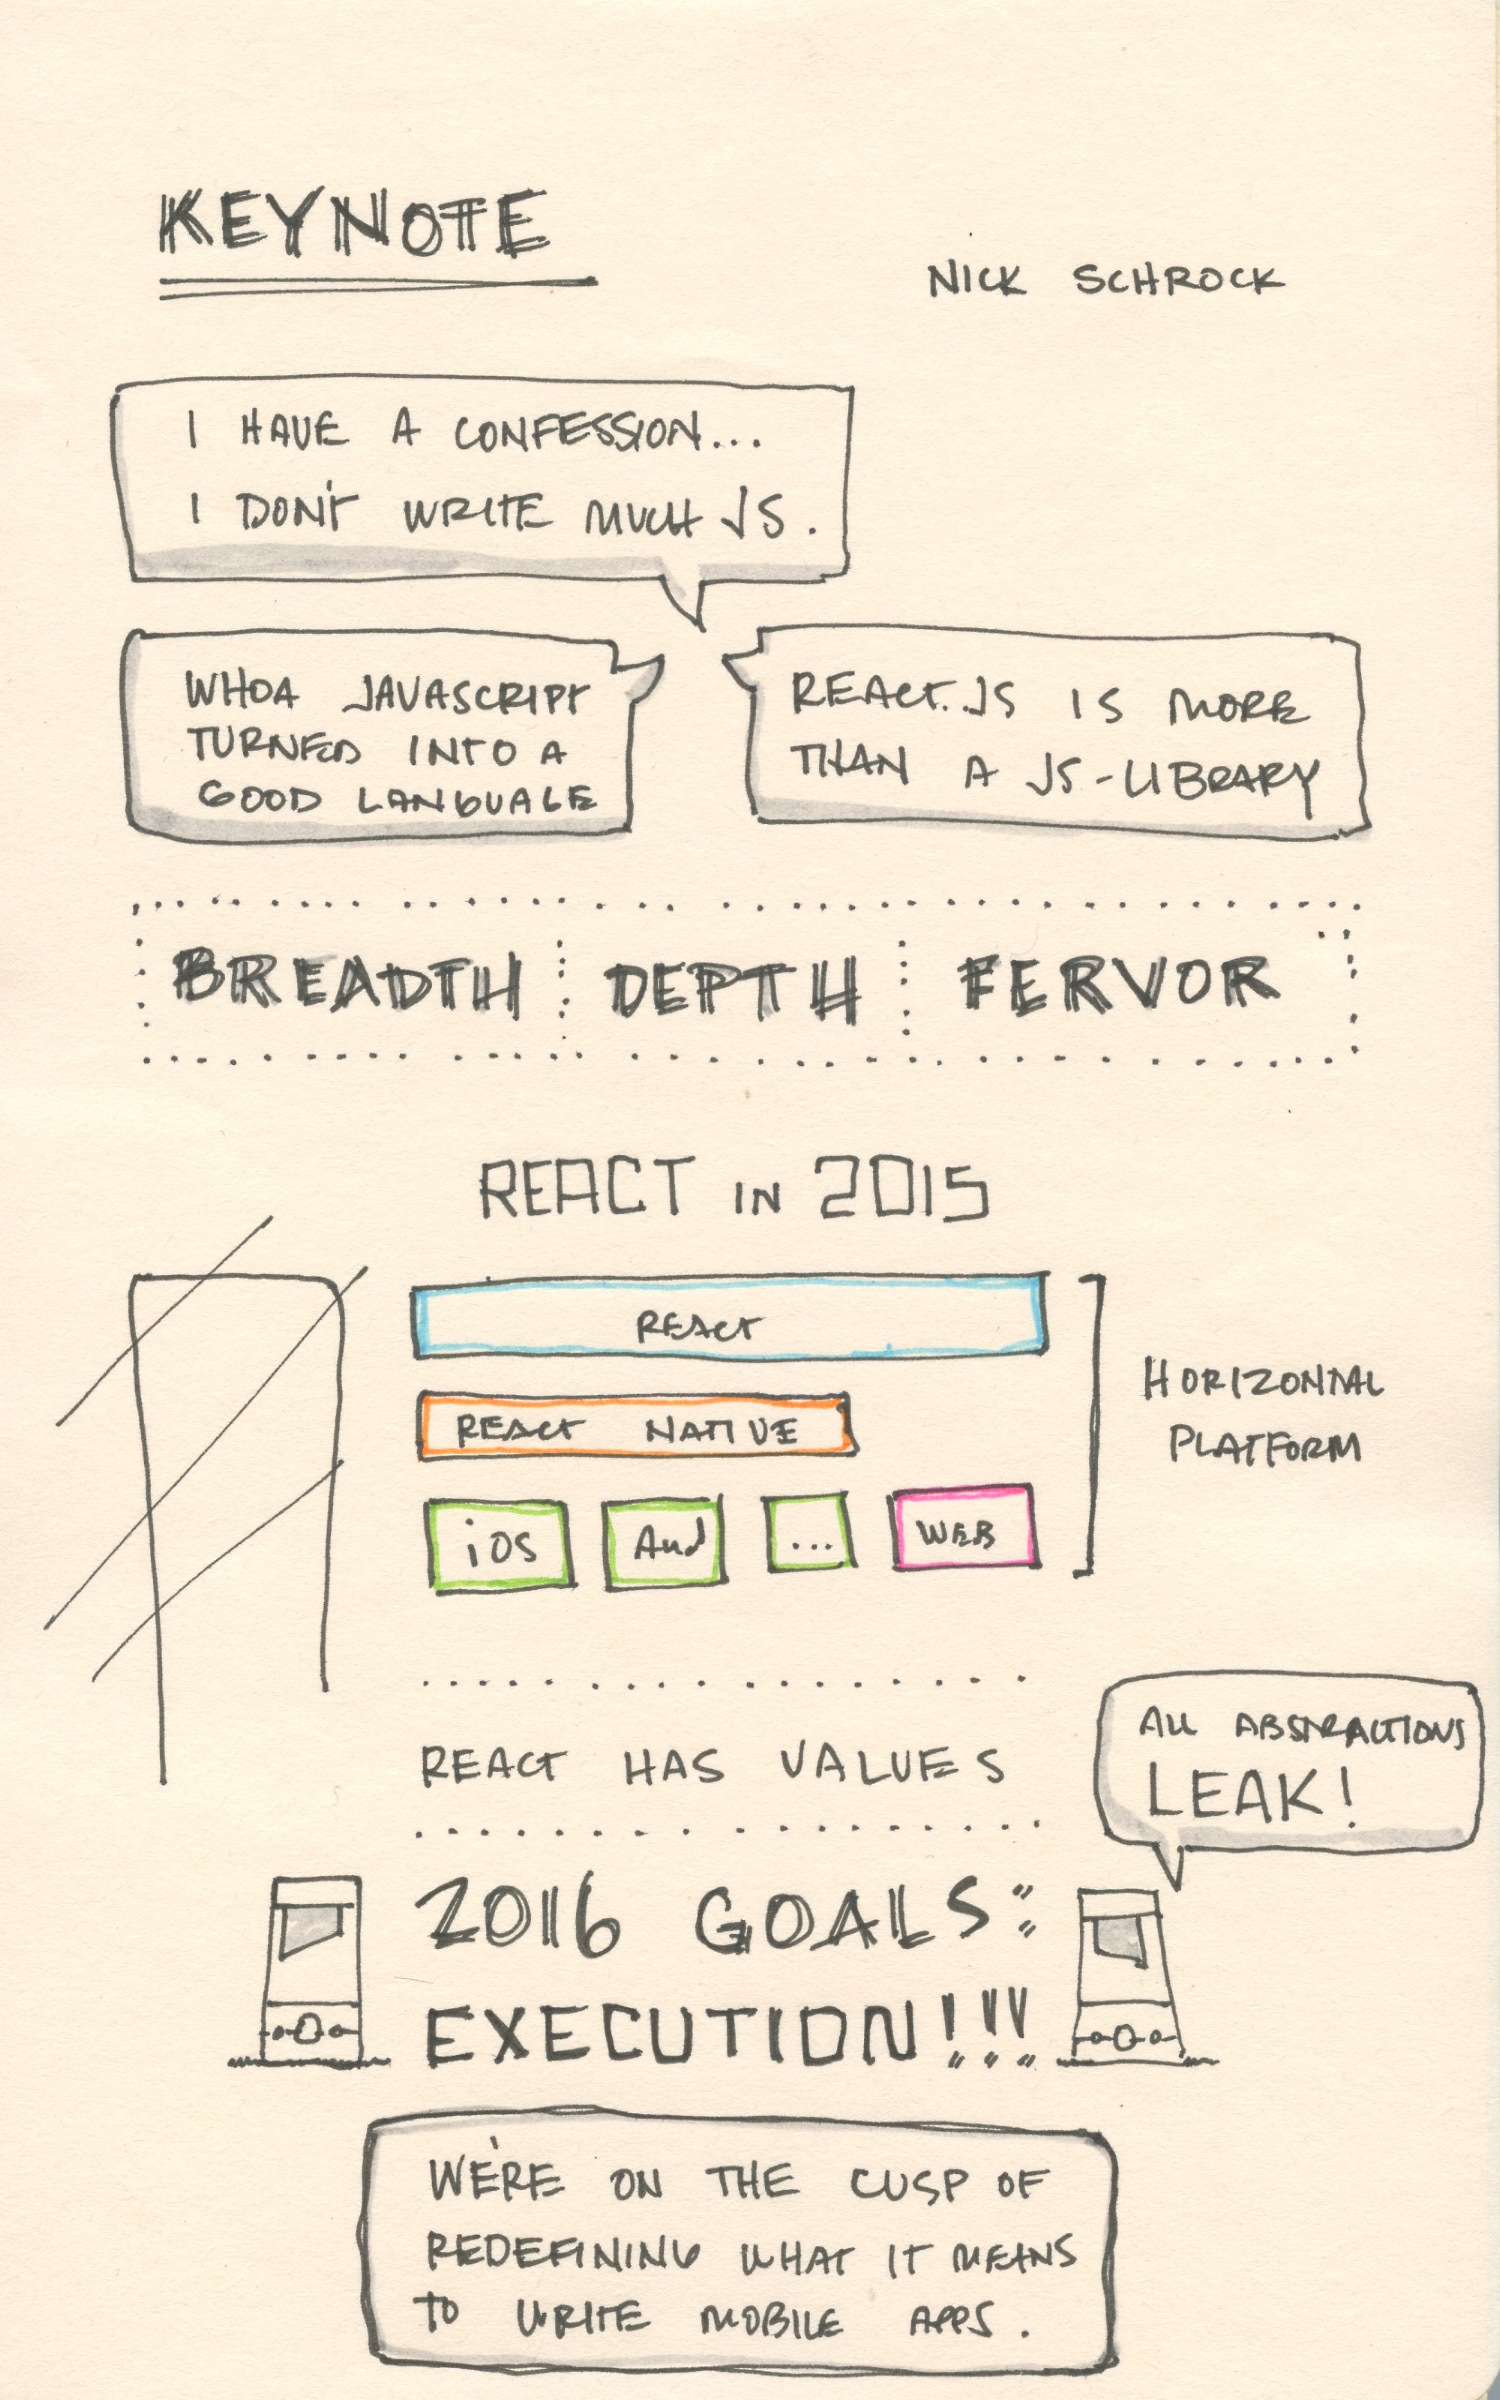 KEYNOTE
NICK SCHROCK
I HAVE A CONFESSION...
I DON'T WRITE MUCH JS.
WHOA JAVASCRIPT
TURNED INTO A
GOOD LANGUAGE
REACT.JS IS MORE
THAN A JS-LIBRARY
BREADTH DEPTH FERVOR
REACT IN 2015
REACT
REACT NATIVE
iOS And ... WEB
HORIZONTAL
PLATFORM
REACT HAS VALUES
ALL ABSTRACTIONS
LEAK!
2016 GOALS:
EXECUTION!!!
WE'RE ON THE CUSP OF
REDEFINING WHAT IT MEANS
TO WRITE MOBILE APPS.